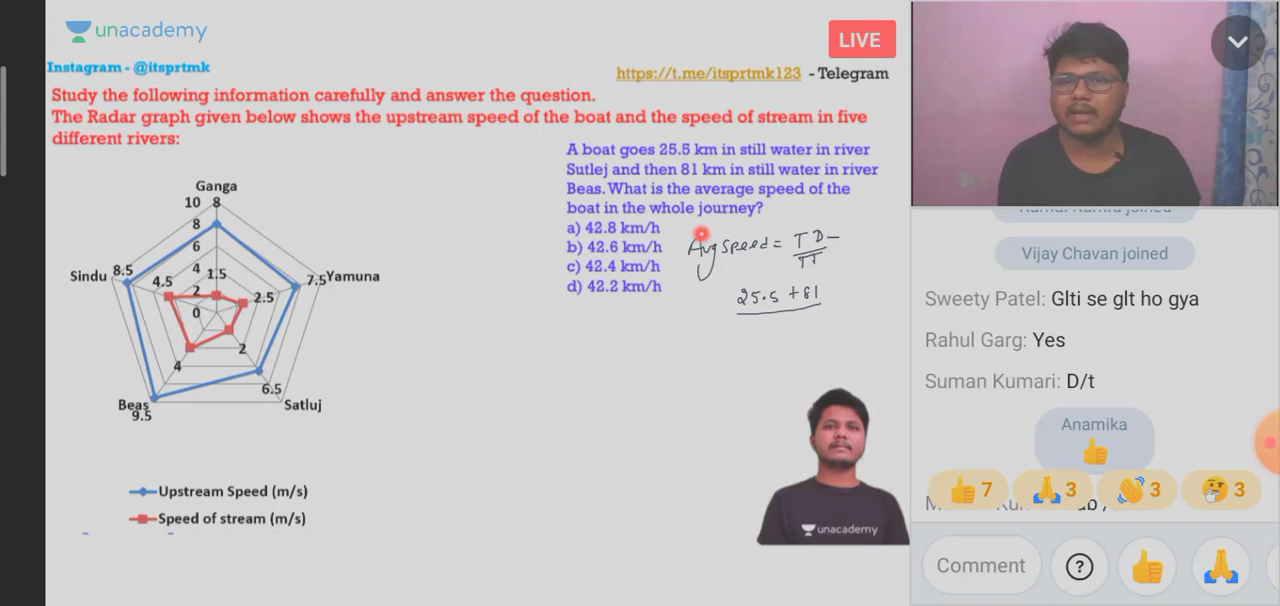 unacademy
LIVE
Instagram - @itsprtmk
https://t.me/itsprtmk123 - Telegram
Study the following information carefully and answer the question.
The Radar graph given below shows the upstream speed of the boat and the speed of stream in five
different rivers:
A boat goes 25.5 km in still water in river
Sutlej and then 81 km in still water in river
Beas. What is the average speed of the
boat in the whole journey?
a) 42.8 km/h
b) 42.6 km/h
c) 42.4 km/h
d) 42.2 km/h
Avg Speed = TD
TT
25.5 + 81
Ganga
10 8
8
6
4 1.5
2
0
Sindu 8.5
4.5
7.5 Yamuna
2.5
2
4
6.5
Beas
9.5
Satluj
Upstream Speed (m/s)
Speed of stream (m/s)
unacademy
Vijay Chavan joined
Sweety Patel: Glti se glt ho gya
Rahul Garg: Yes
Suman Kumari: D/t
Anamika
7
3
3
3
Comment
?